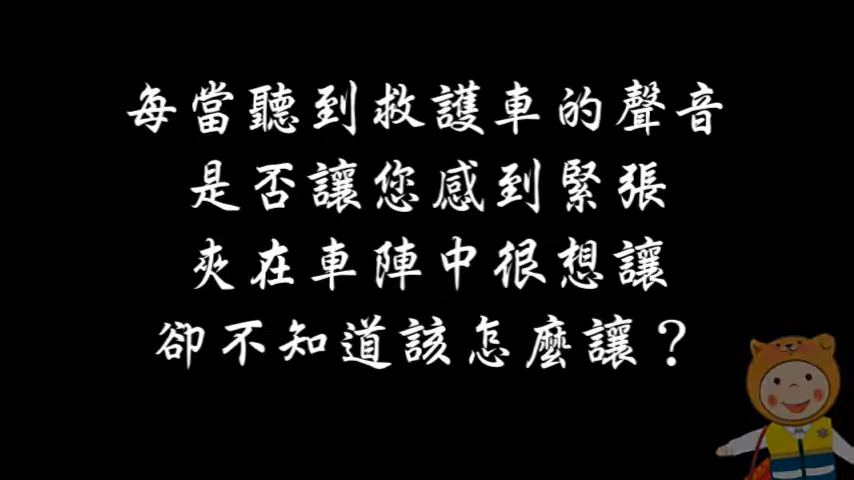 每當聽到救護車的聲音
是否讓您感到緊張
夾在車陣中很想讓
卻不知道該怎麼讓？